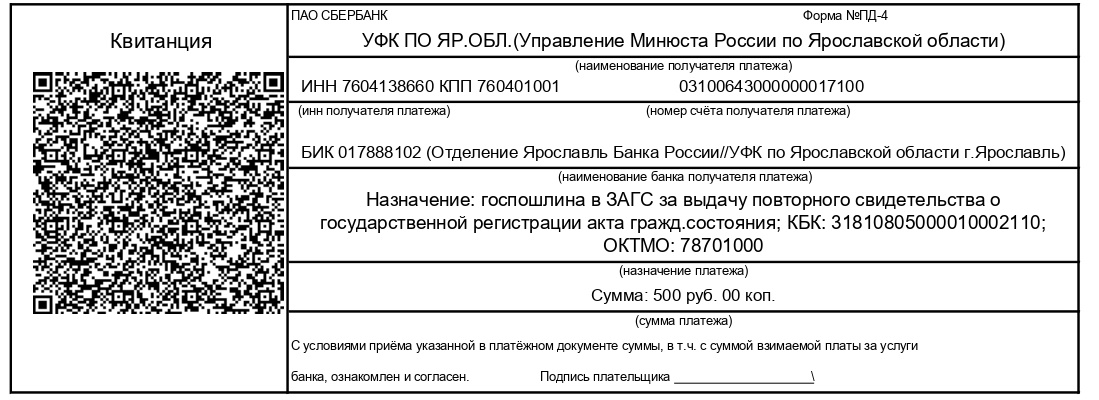 Квитанция
ПАО СБЕРБАНК Форма №ПД-4
УФК ПО ЯР.ОБЛ.(Управление Минюста России по Ярославской области)
(наименование получателя платежа)
ИНН 7604138660 КПП 760401001 03100643000000017100
(инн получателя платежа) (номер счёта получателя платежа)
БИК 017888102 (Отделение Ярославль Банка России//УФК по Ярославской области г.Ярославль)
(наименование банка получателя платежа)
Назначение: госпошлина в ЗАГС за выдачу повторного свидетельства о
государственной регистрации акта гражд.состояния; КБК: 31810805000010002110;
ОКТМО: 78701000
(назначение платежа)
Сумма: 500 руб. 00 коп.
(сумма платежа)
С условиями приёма указанной в платёжном документе суммы, в т.ч. с суммой взимаемой платы за услуги
банка, ознакомлен и согласен. Подпись плательщика ____________________\